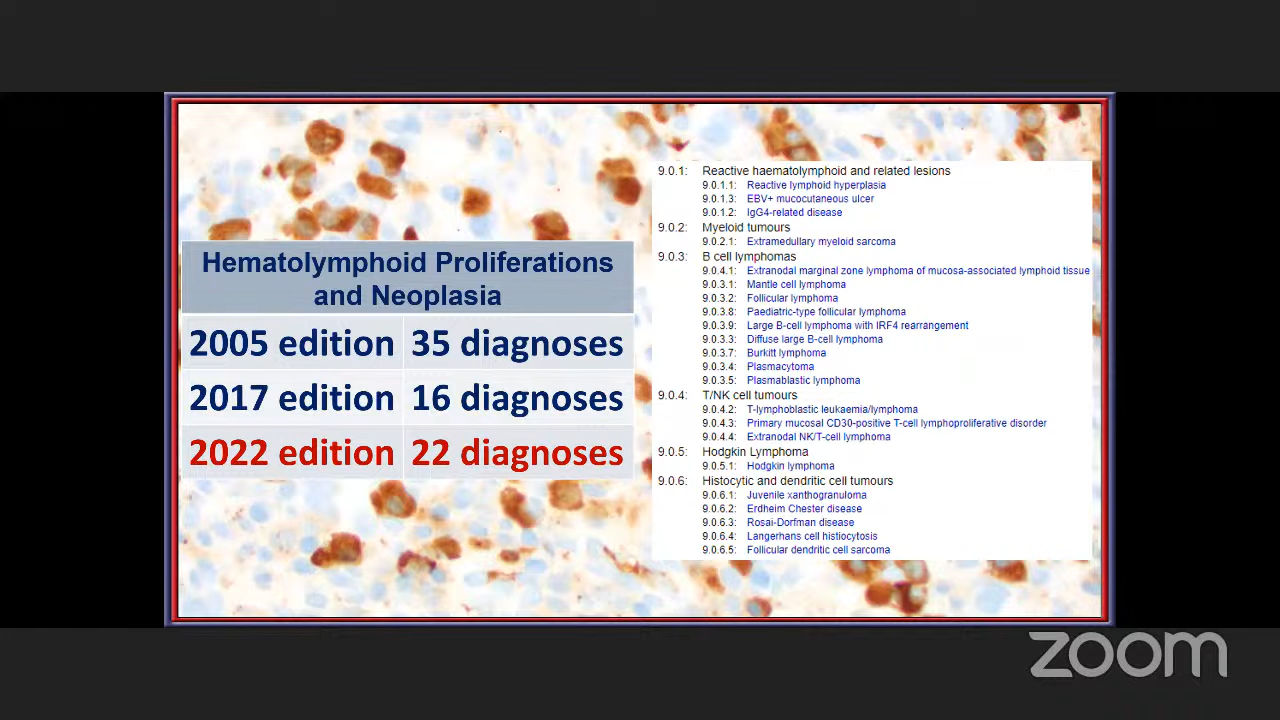 Hematolymphoid Proliferations
and Neoplasia
2005 edition 35 diagnoses
2017 edition 16 diagnoses
2022 edition 22 diagnoses
9.0.1: Reactive haematolymphoid and related lesions
9.0.1.1: Reactive lymphoid hyperplasia
9.0.1.3: EBV+ mucocutaneous ulcer
9.0.1.2: IgG4-related disease
9.0.2: Myeloid tumours
9.0.2.1: Extramedullary myeloid sarcoma
9.0.3: B cell lymphomas
9.0.4.1: Extranodal marginal zone lymphoma of mucosa-associated lymphoid tissue
9.0.3.1: Mantle cell lymphoma
9.0.3.2: Follicular lymphoma
9.0.3.8: Paediatric-type follicular lymphoma
9.0.3.9: Large B-cell lymphoma with IRF4 rearrangement
9.0.3.3: Diffuse large B-cell lymphoma
9.0.3.7: Burkitt lymphoma
9.0.3.4: Plasmacytoma
9.0.3.5: Plasmablastic lymphoma
9.0.4: T/NK cell tumours
9.0.4.2: T-lymphoblastic leukaemia/lymphoma
9.0.4.3: Primary mucosal CD30-positive T-cell lymphoproliferative disorder
9.0.4.4: Extranodal NK/T-cell lymphoma
9.0.5: Hodgkin Lymphoma
9.0.5.1: Hodgkin lymphoma
9.0.6: Histocytic and dendritic cell tumours
9.0.6.1: Juvenile xanthogranuloma
9.0.6.2: Erdheim Chester disease
9.0.6.3: Rosai-Dorfman disease
9.0.6.4: Langerhans cell histiocytosis
9.0.6.5: Follicular dendritic cell sarcoma
zoom